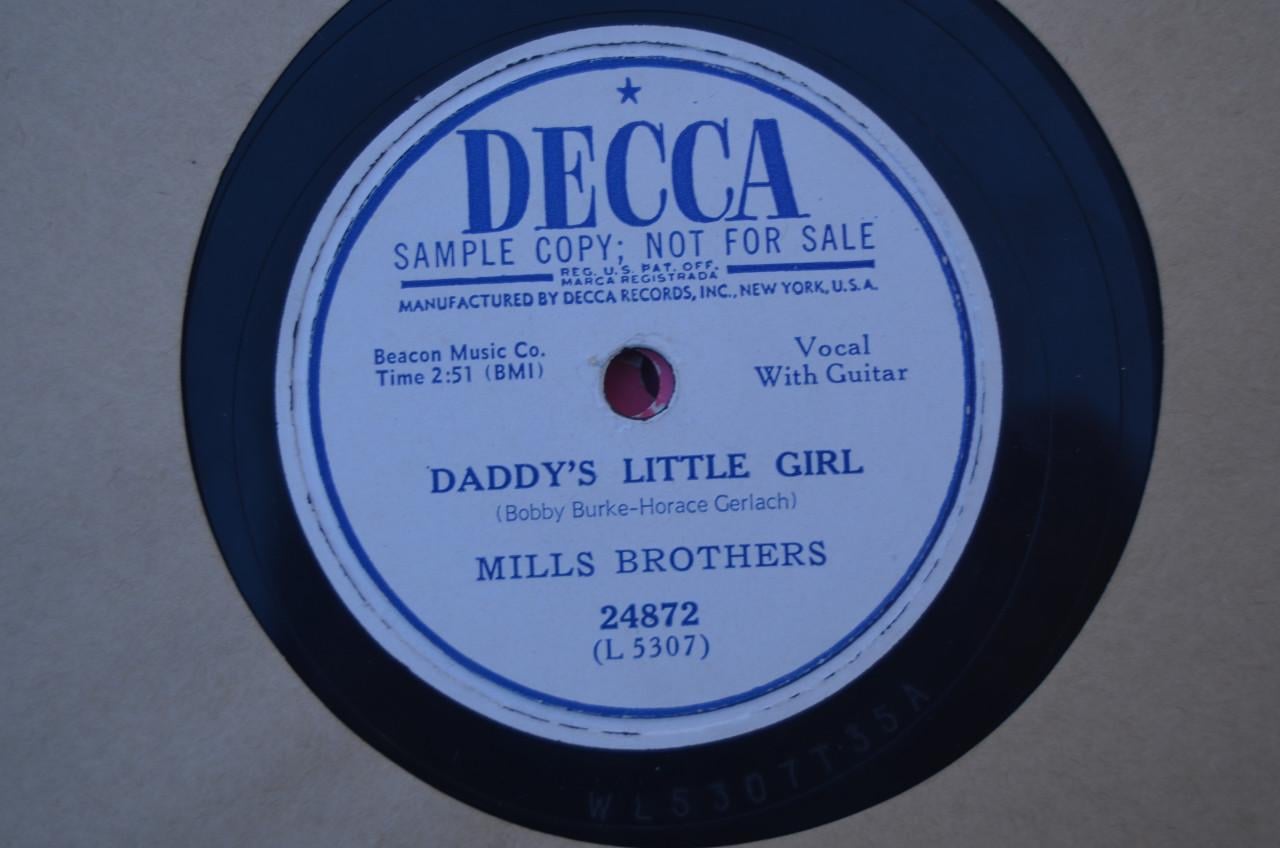 DECCA
SAMPLE COPY; NOT FOR SALE
REG. U.S. PAT. OFF.
MARCA REGISTRADA
MANUFACTURED BY DECCA RECORDS, INC., NEW YORK, U.S.A.
Beacon Music Co.
Time 2:51 (BMI)
Vocal
With Guitar
DADDY'S LITTLE GIRL
(Bobby Burke-Horace Gerlach)
MILLS BROTHERS
24872
(L 5307)
WL5307T35A